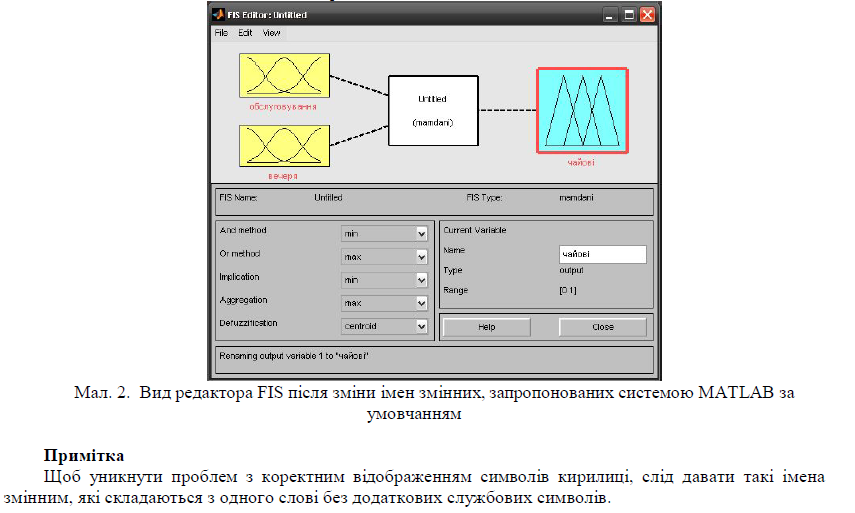 FIS Editor: Untitled
File Edit View
обслуговування
вечеря
Untitled
(mamdani)
чайові
FIS Name: Untitled FIS Type: mamdani
And method min
Or method max
Implication min
Aggregation max
Defuzzification centroid
Current Variable
Name чайові
Type output
Range [0 1]
Help Close
Renaming output variable 1 to "чайові"
Мал. 2. Вид редактора FIS після зміни імен змінних, запропонованих системою MATLAB за
умовчанням
Примітка
Щоб уникнути проблем з коректним відображенням символів кирилиці, слід давати такі імена
змінним, які складаються з одного слові без додаткових службових символів.